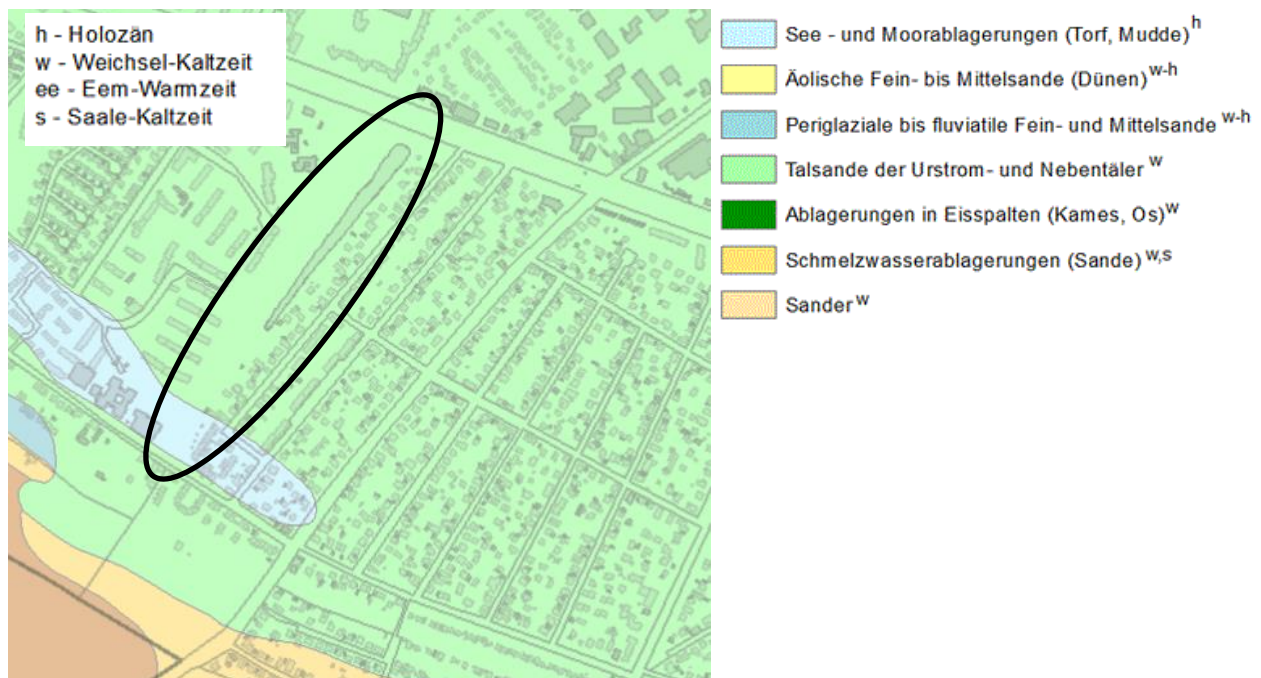 h - Holozän
w - Weichsel-Kaltzeit
ee - Eem-Warmzeit
s - Saale-Kaltzeit
See - und Moorablagerungen (Torf, Mudde) h
Äolische Fein- bis Mittelsande (Dünen) w-h
Periglaziale bis fluviatile Fein- und Mittelsande w-h
Talsande der Urstrom- und Nebentäler w
Ablagerungen in Eisspalten (Kames, Os) w
Schmelzwasserablagerungen (Sande) w,s
Sander w